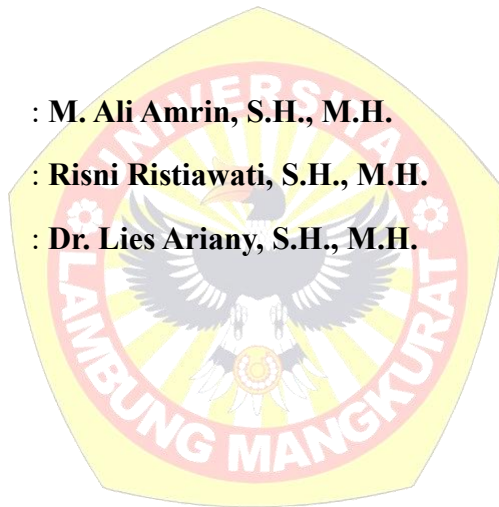 : M. Ali Amrin, S.H., M.H.
: Risni Ristiawati, S.H., M.H.
: Dr. Lies Ariany, S.H., M.H.
UNIVERSITAS
LAMBUNG MANGKURAT